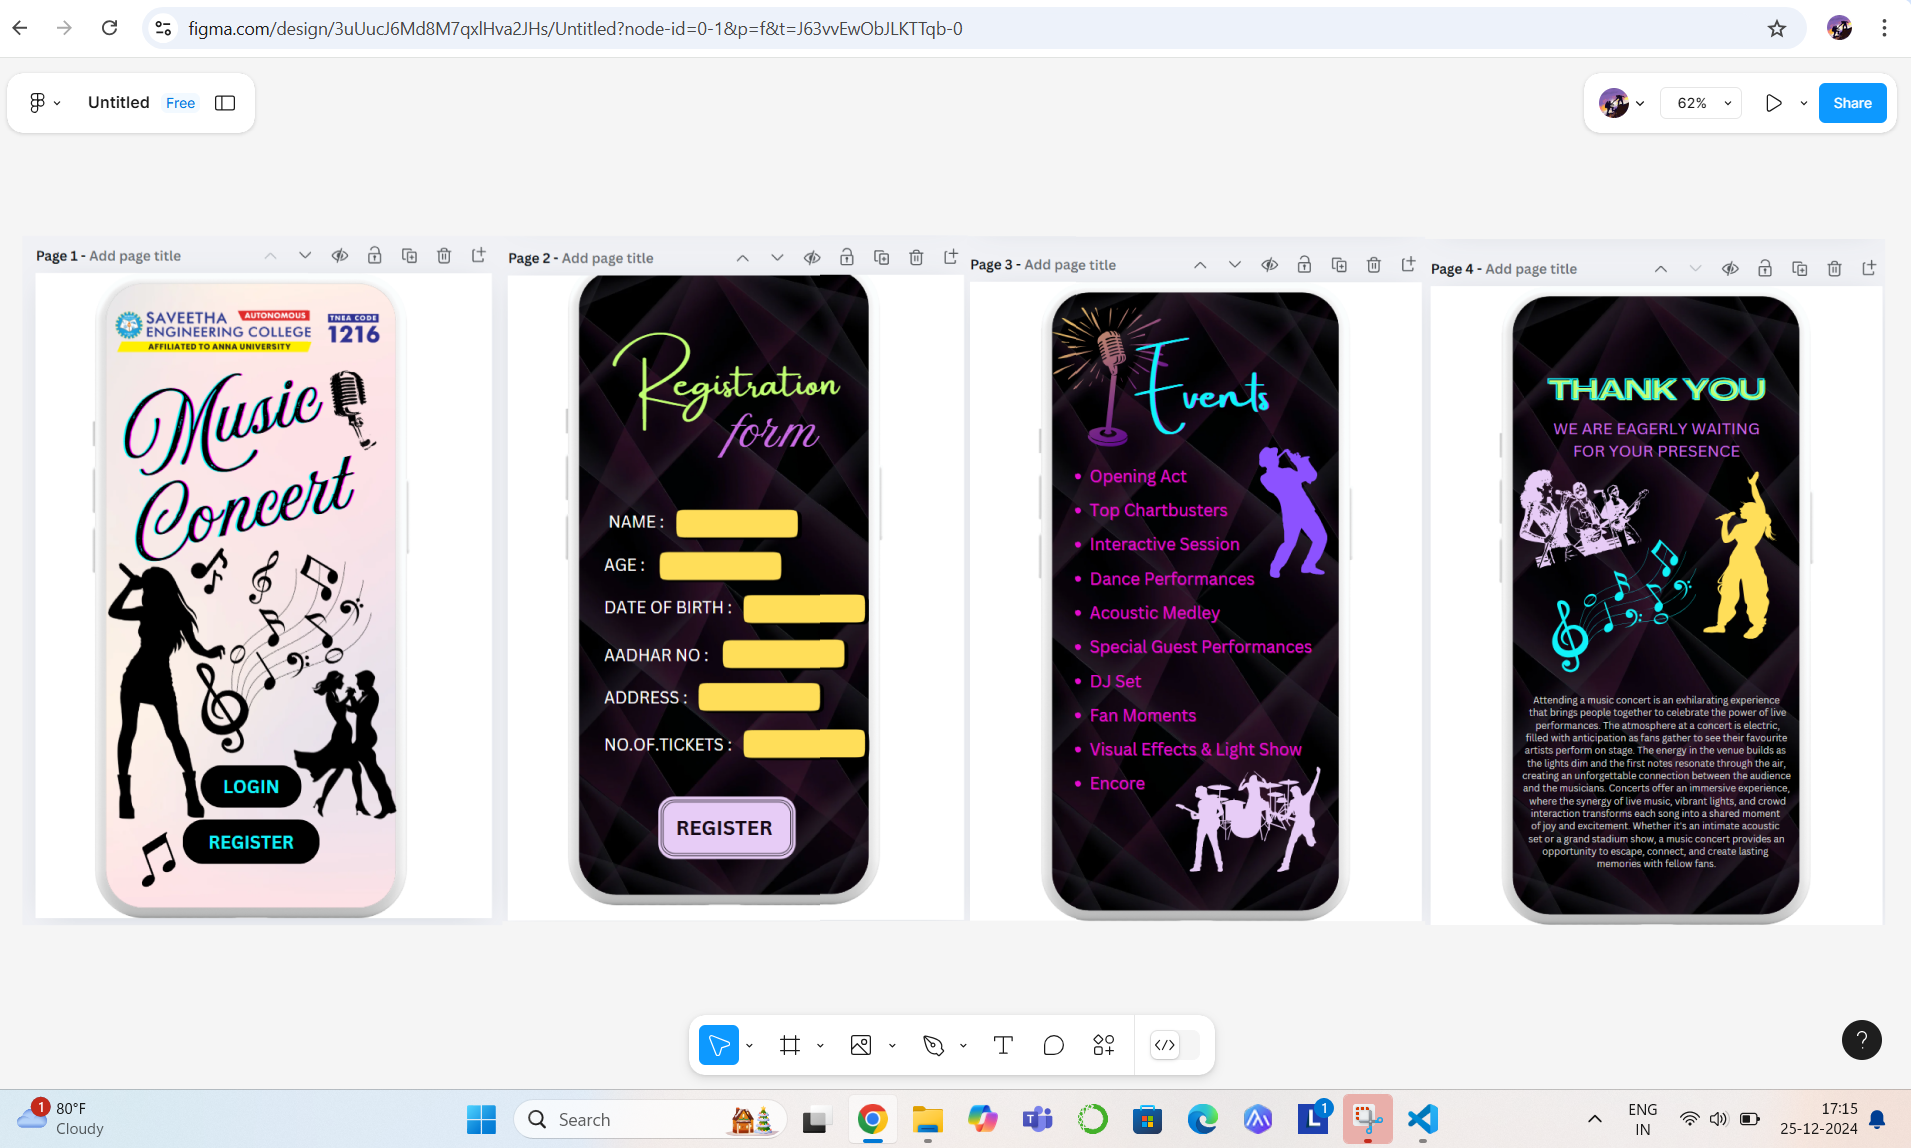 figma.com/design/3uUucJ6Md8M7qxlHva2JHs/Untitled?node-id=0-1&p=f&t=J63vvEwObJLKTTqb-0
Untitled Free
62%
Share
Page 1 - Add page title
SAVEETHA AUTONOMOUS
ENGINEERING COLLEGE
AFFILIATED TO ANNA UNIVERSITY
TNEA CODE
1216
Music
Concert
LOGIN
REGISTER
Page 2 - Add page title
Registration
form
NAME :
AGE :
DATE OF BIRTH :
AADHAR NO :
ADDRESS :
NO.OF.TICKETS :
REGISTER
Page 3 - Add page title
Events
• Opening Act
• Top Chartbusters
• Interactive Session
• Dance Performances
• Acoustic Medley
• Special Guest Performances
• DJ Set
• Fan Moments
• Visual Effects & Light Show
• Encore
Page 4 - Add page title
THANK YOU
WE ARE EAGERLY WAITING
FOR YOUR PRESENCE
Attending a music concert is an exhilarating experience
that brings people together to celebrate the power of live
performances. The atmosphere at a concert is electric,
filled with anticipation as fans gather to see their favourite
artists perform on stage. The energy in the venue builds as
the lights dim and the first notes resonate through the air,
creating an unforgettable connection between the audience
and the musicians. Concerts offer an immersive experience,
where the synergy of live music, vibrant lights, and crowd
interaction transforms each song into a shared moment
of joy and excitement. Whether it's an intimate acoustic
set or a grand stadium show, a music concert provides an
opportunity to escape, connect, and create lasting
memories with fellow fans.
?
1
80°F
Cloudy
Search
L
1
ENG
IN
17:15
25-12-2024